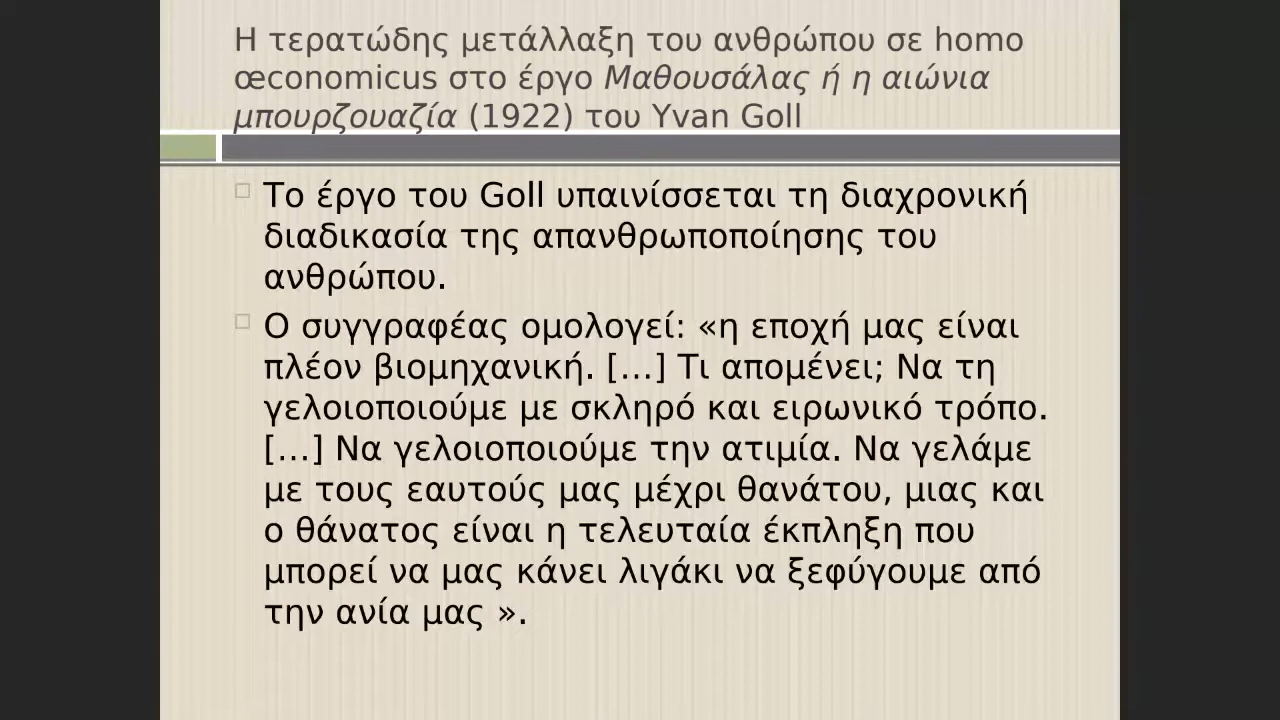 Η τερατώδης μετάλλαξη του ανθρώπου σε homo
œconomicus στο έργο Μαθουσάλας ή η αιώνια
μπουρζουαζία (1922) του Yvan Goll
Το έργο του Goll υπαινίσσεται τη διαχρονική
διαδικασία της απανθρωποποίησης του
ανθρώπου.
Ο συγγραφέας ομολογεί: «η εποχή μας είναι
πλέον βιομηχανική. […] Τι απομένει; Να τη
γελοιοποιούμε με σκληρό και ειρωνικό τρόπο.
[…] Να γελοιοποιούμε την ατιμία. Να γελάμε
με τους εαυτούς μας μέχρι θανάτου, μιας και
ο θάνατος είναι η τελευταία έκπληξη που
μπορεί να μας κάνει λιγάκι να ξεφύγουμε από
την ανία μας ».